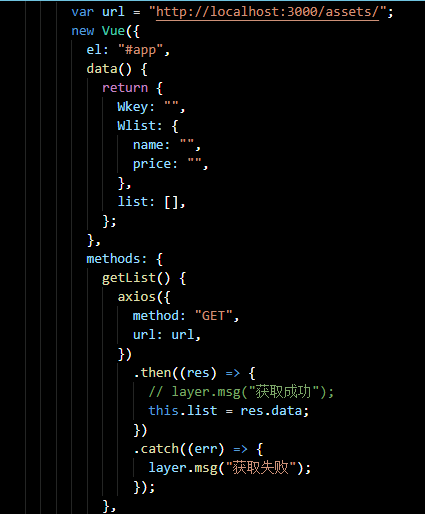 var url = "http://localhost:3000/assets/";
new Vue({
el: "#app",
data() {
return {
Wkey: "",
Wlist: {
name: "",
price: "",
},
list: [],
};
},
methods: {
getList() {
axios({
method: "GET",
url: url,
})
.then((res) => {
// layer.msg("获取成功");
this.list = res.data;
})
.catch((err) => {
layer.msg("获取失败");
});
},